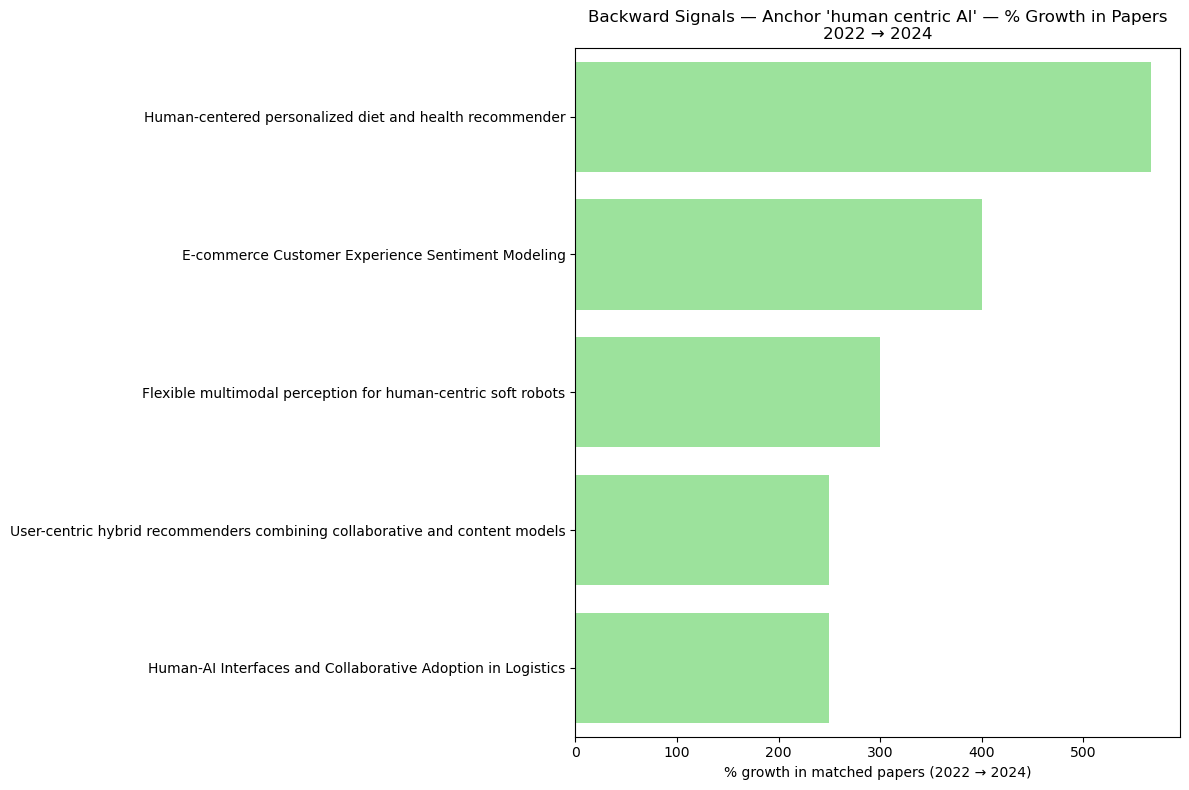 Backward Signals — Anchor 'human centric AI' — % Growth in Papers
2022 → 2024
Human-centered personalized diet and health recommender
E-commerce Customer Experience Sentiment Modeling
Flexible multimodal perception for human-centric soft robots
User-centric hybrid recommenders combining collaborative and content models
Human-AI Interfaces and Collaborative Adoption in Logistics
0 100 200 300 400 500
% growth in matched papers (2022 → 2024)